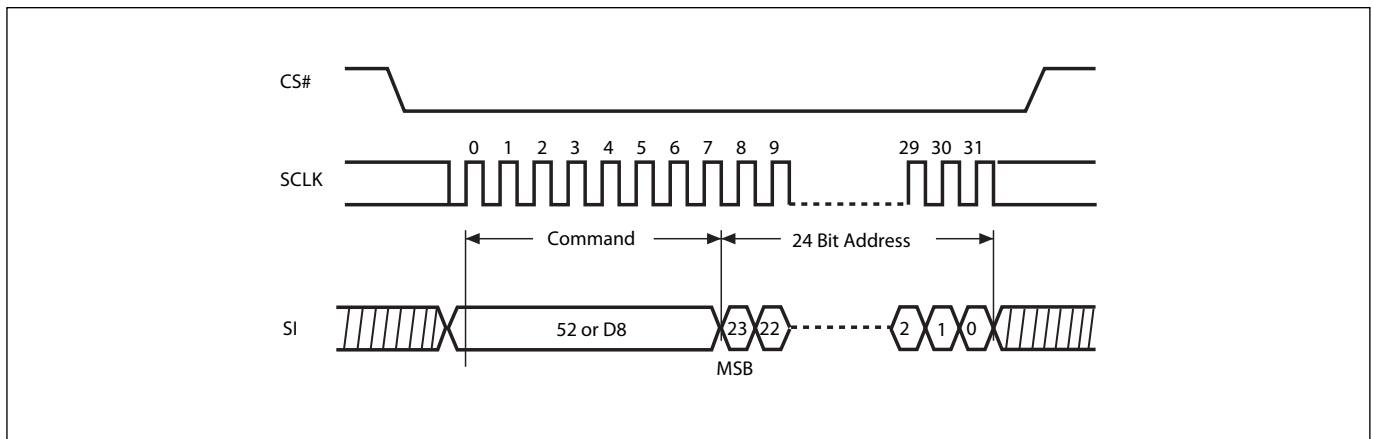 CS#
0 1 2 3 4 5 6 7 8 9 29 30 31
SCLK
Command 24 Bit Address
SI 52 or D8 23 22 2 1 0
MSB